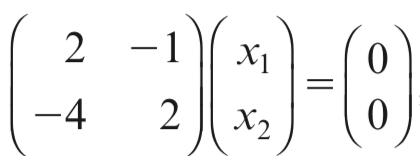 2 −1 x₁ 0
=
−4 2 x₂ 0